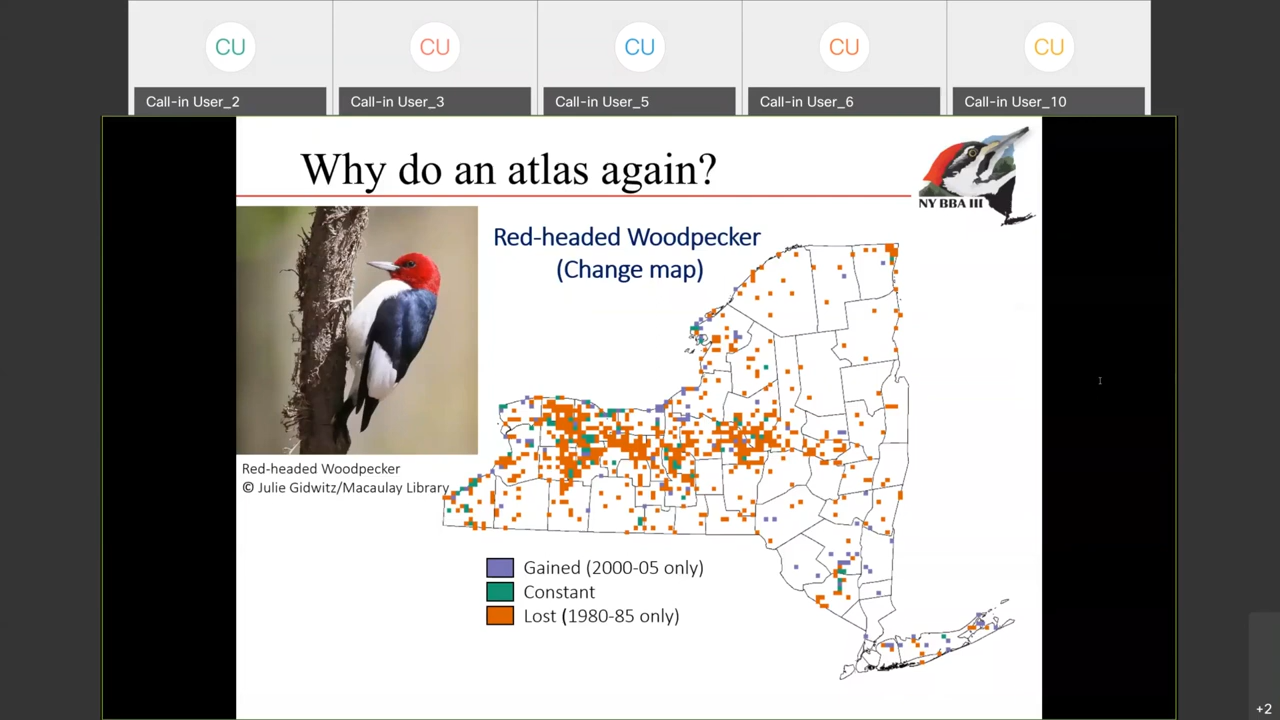 CU
CU
CU
CU
CU
Call-in User_2
Call-in User_3
Call-in User_5
Call-in User_6
Call-in User_10
Why do an atlas again?
NY BBA III
Red-headed Woodpecker
(Change map)
Red-headed Woodpecker
© Julie Gidwitz/Macaulay Library
Gained (2000-05 only)
Constant
Lost (1980-85 only)
+2